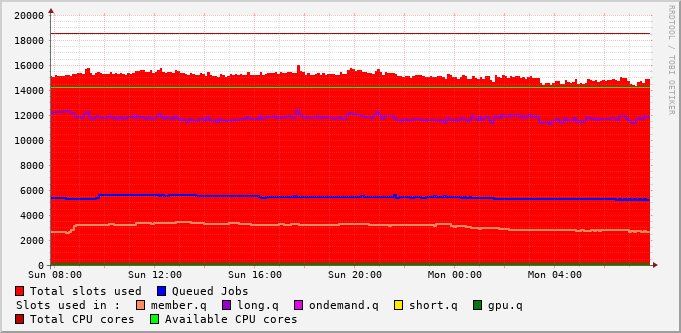 RRDTOOL / TOBI OETIKER
20000
18000
16000
14000
12000
10000
8000
6000
4000
2000
0
Sun 08:00 Sun 12:00 Sun 16:00 Sun 20:00 Mon 00:00 Mon 04:00
Total slots used Queued Jobs
Slots used in : member.q long.q ondemand.q short.q gpu.q
Total CPU cores Available CPU cores